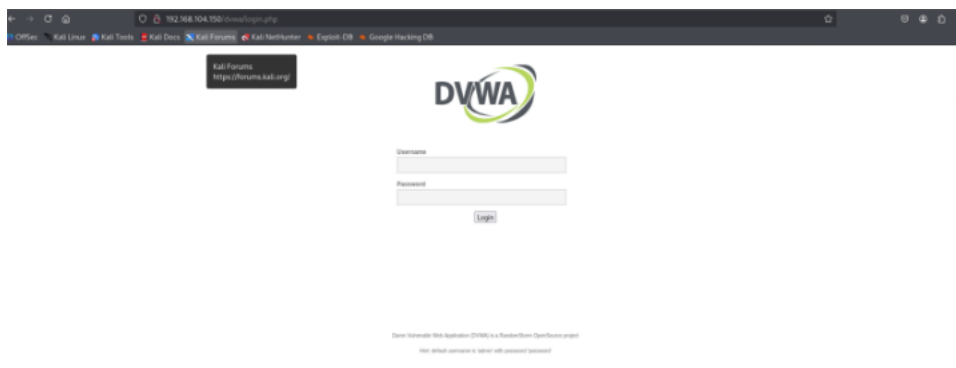 192.168.104.150/dvwa/login.php
OffSec Kali Linux Kali Tools Kali Docs Kali Forums Kali NetHunter Exploit-DB Google Hacking DB
Kali Forums
https://forums.kali.org/
DVWA
Username
Password
Login
Damn Vulnerable Web Application (DVWA) is a RandomStorm OpenSource project
Hint: default username is 'admin' with password 'password'